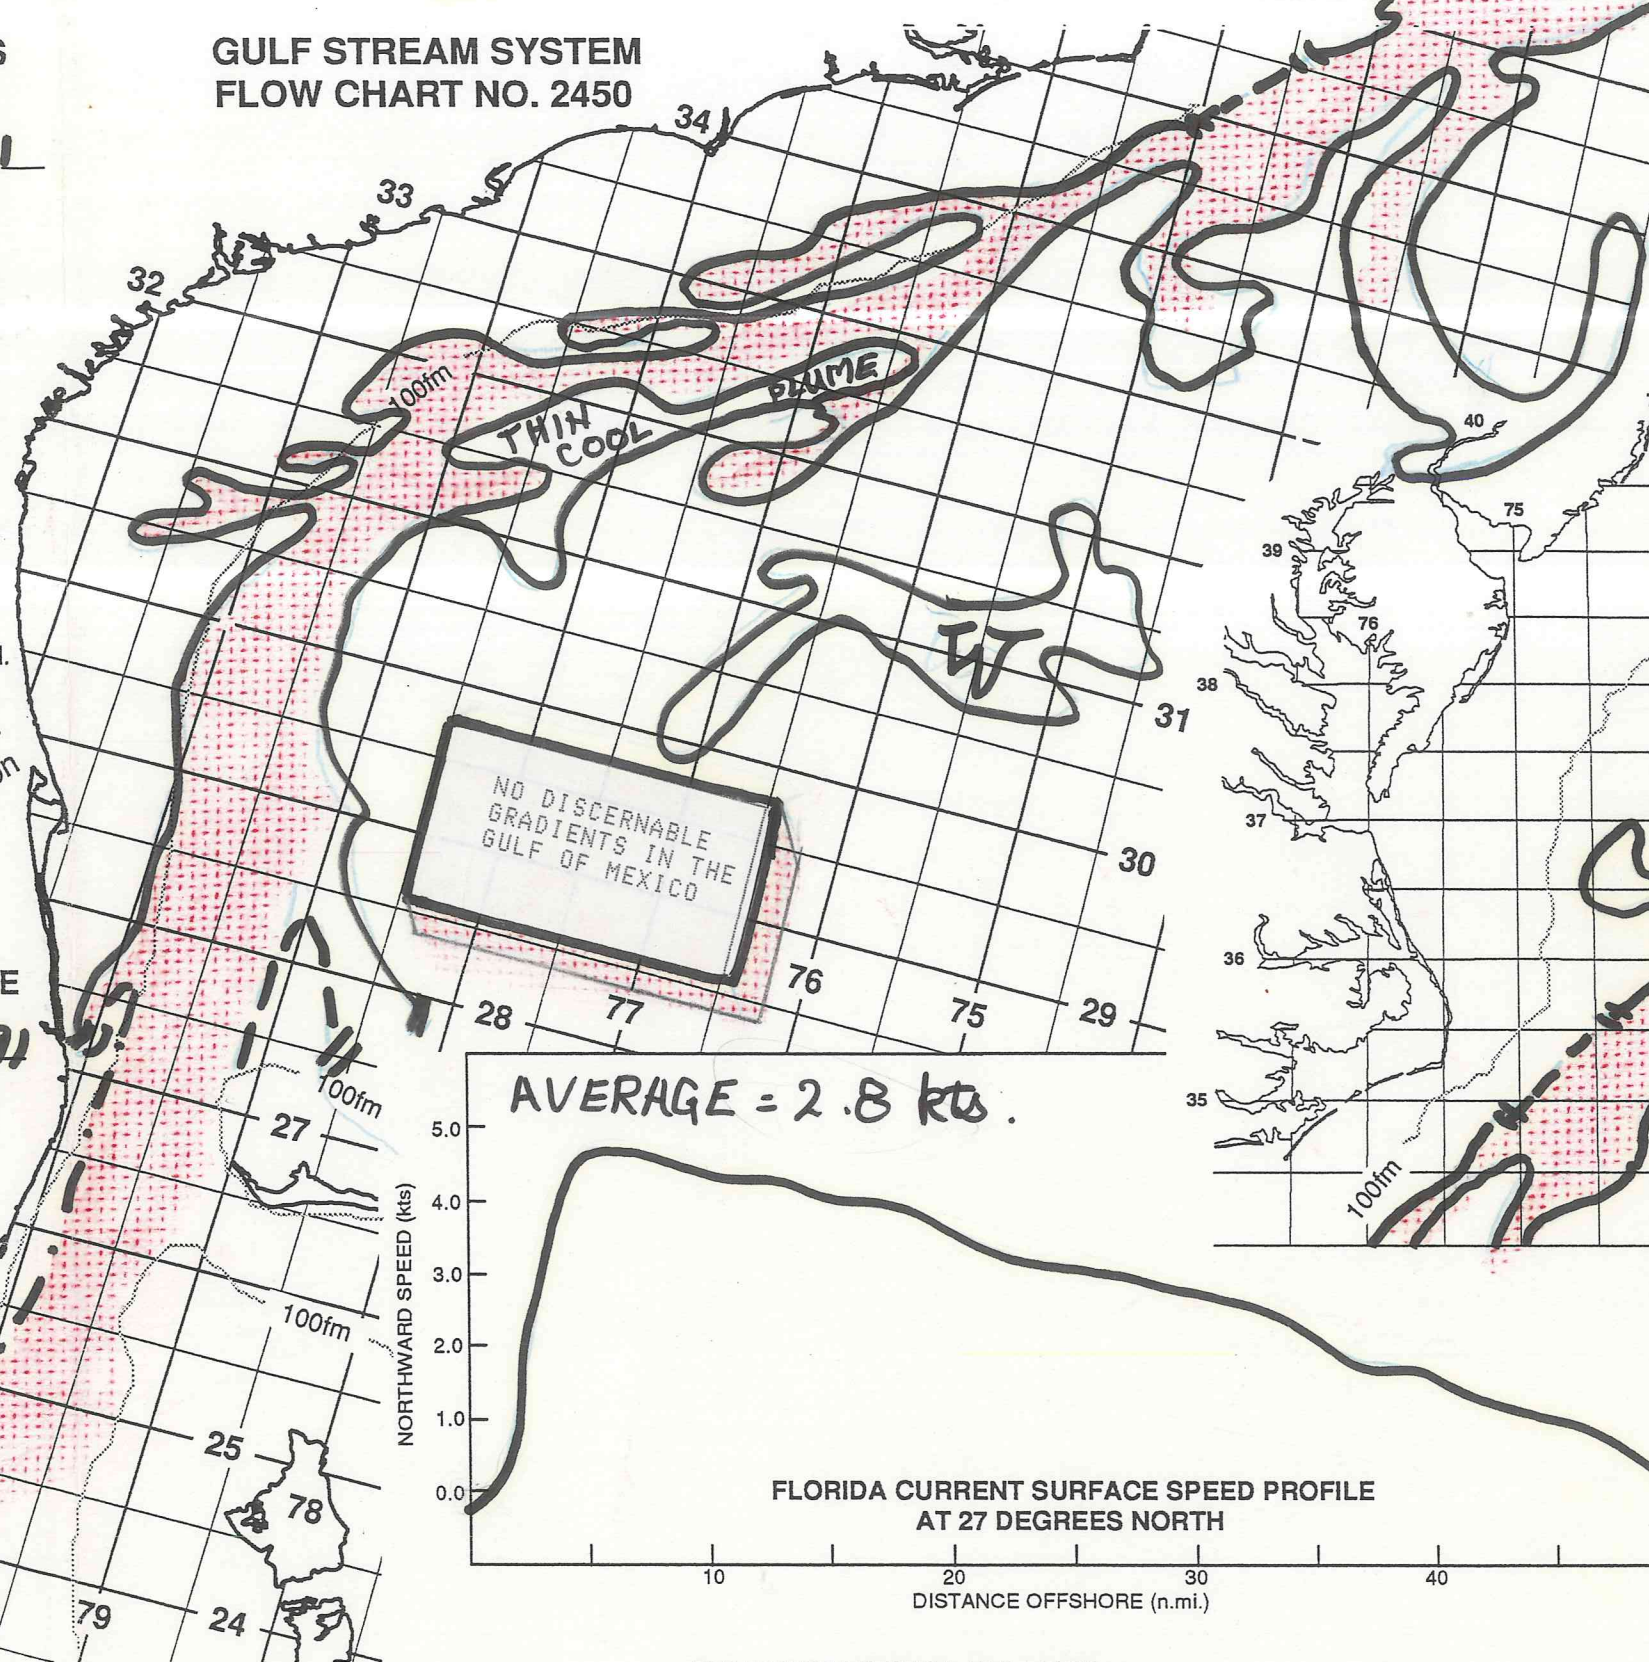 S
GULF STREAM SYSTEM
FLOW CHART NO. 2450
34
33
32
100fm
PLUME
THIN
COOL
W
31
NO DISCERNABLE
GRADIENTS IN THE
GULF OF MEXICO
30
E
76
77
75
29
28
100fm
27
100fm
25
78
79
24
40
75
39
76
38
37
36
35
100fm
AVERAGE = 2.8 kts.
5.0
4.0
3.0
2.0
1.0
0.0
NORTHWARD SPEED (kts)
FLORIDA CURRENT SURFACE SPEED PROFILE
AT 27 DEGREES NORTH
10
20
30
40
DISTANCE OFFSHORE (n.mi.)